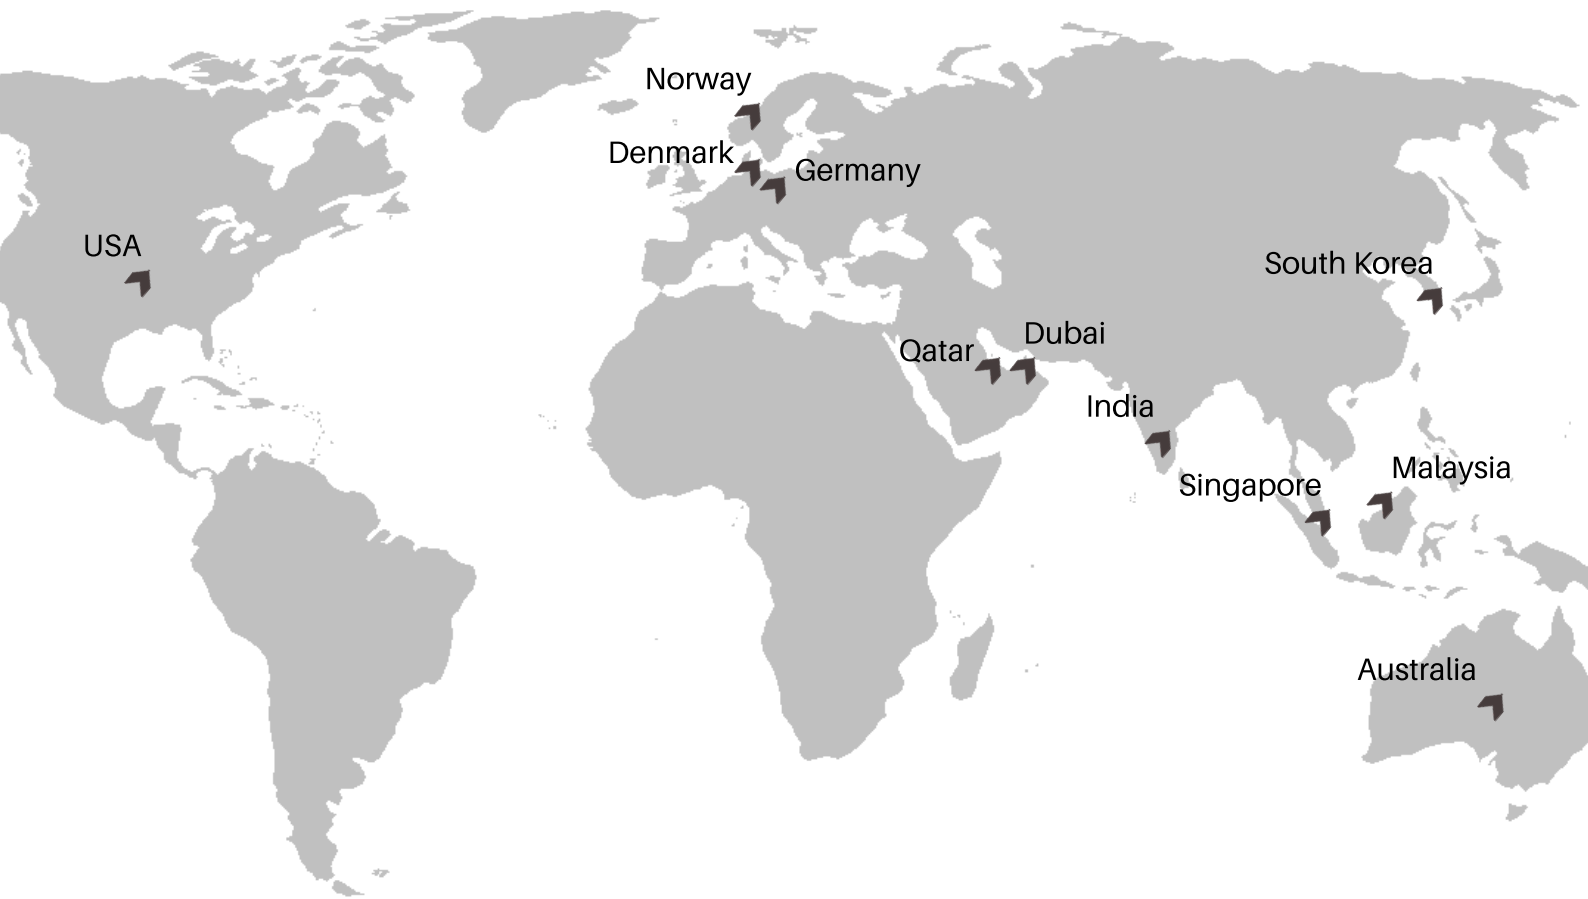 Norway
Denmark
Germany
USA
South Korea
Dubai
Qatar
India
Malaysia
Singapore
Australia